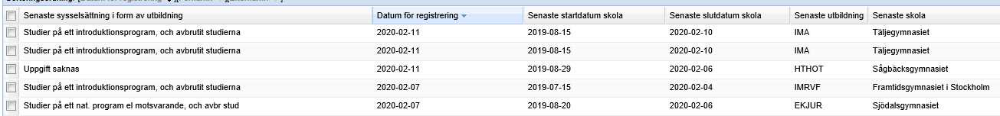 Senaste sysselsättning i form av utbildning Datum för registrering Senaste startdatum skola Senaste slutdatum skola Senaste utbildning Senaste skola
Studier på ett introduktionsprogram, och avbrutit studierna 2020-02-11 2019-08-15 2020-02-10 IMA Täljegymnasiet
Studier på ett introduktionsprogram, och avbrutit studierna 2020-02-11 2019-08-15 2020-02-10 IMA Täljegymnasiet
Uppgift saknas 2020-02-11 2019-08-29 2020-02-06 HTHOT Sågbäcksgymnasiet
Studier på ett introduktionsprogram, och avbrutit studierna 2020-02-07 2019-07-15 2020-02-04 IMRVF Framtidsgymnasiet i Stockholm
Studier på ett nat. program el motsvarande, och avbr stud 2020-02-07 2019-08-20 2020-02-06 EKJUR Sjödalsgymnasiet